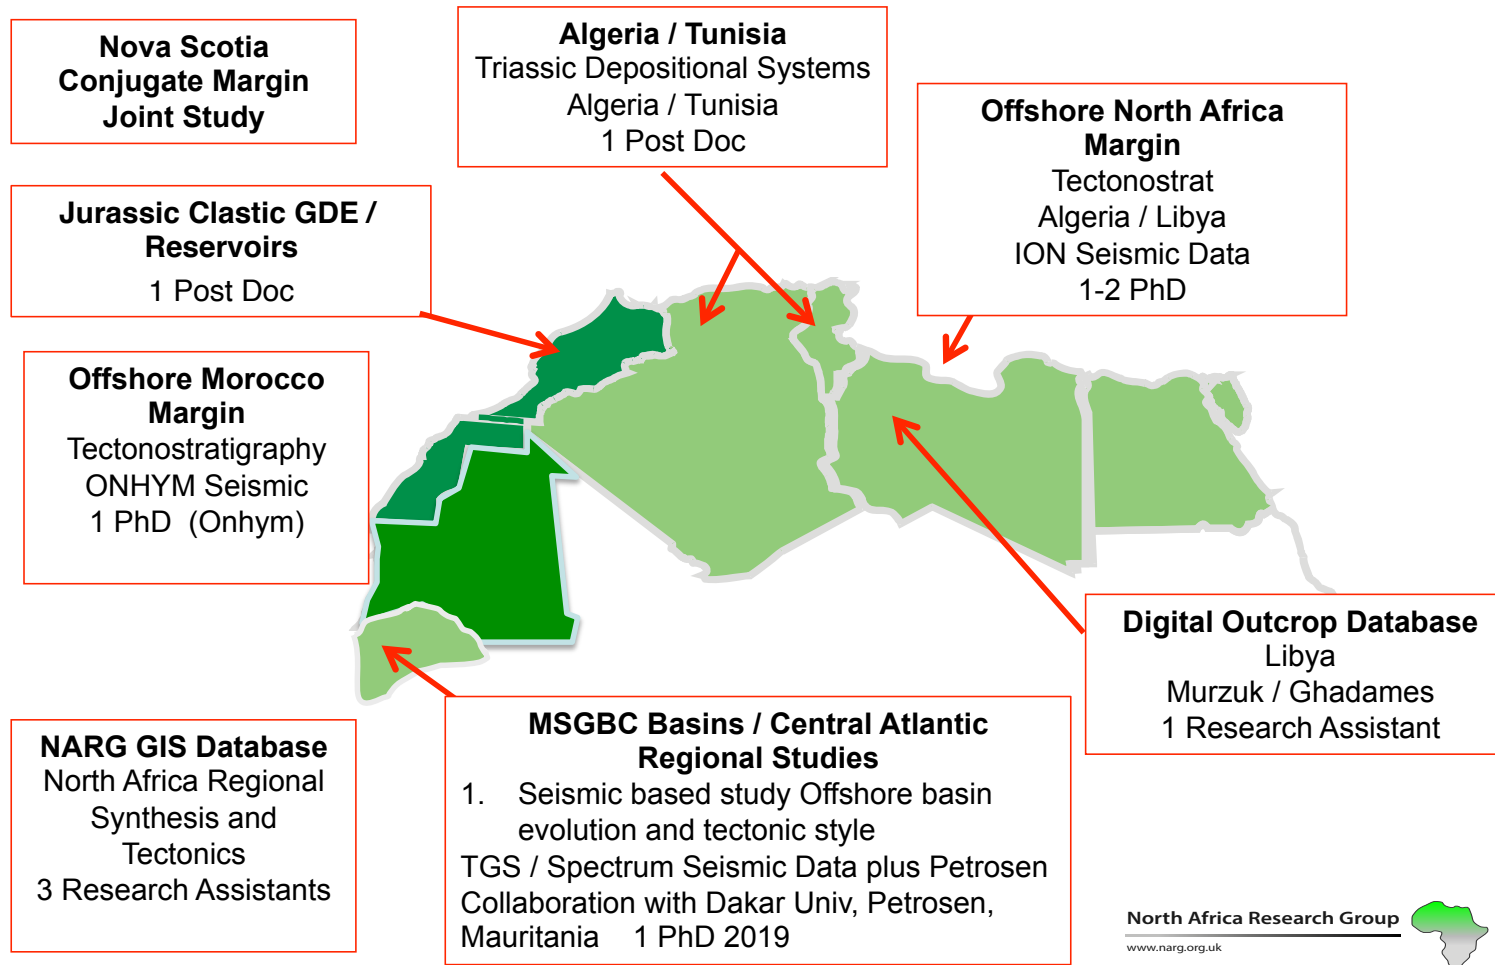 Nova Scotia
Conjugate Margin
Joint Study
Algeria / Tunisia
Triassic Depositional Systems
Algeria / Tunisia
1 Post Doc
Offshore North Africa
Margin
Tectonostrat
Algeria / Libya
ION Seismic Data
1-2 PhD
Jurassic Clastic GDE /
Reservoirs
1 Post Doc
Offshore Morocco
Margin
Tectonostratigraphy
ONHYM Seismic
1 PhD (Onhym)
Digital Outcrop Database
Libya
Murzuk / Ghadames
1 Research Assistant
NARG GIS Database
North Africa Regional
Synthesis and
Tectonics
3 Research Assistants
MSGBC Basins / Central Atlantic
Regional Studies
1. Seismic based study Offshore basin
evolution and tectonic style
TGS / Spectrum Seismic Data plus Petrosen
Collaboration with Dakar Univ, Petrosen,
Mauritania 1 PhD 2019
North Africa Research Group
www.narg.org.uk